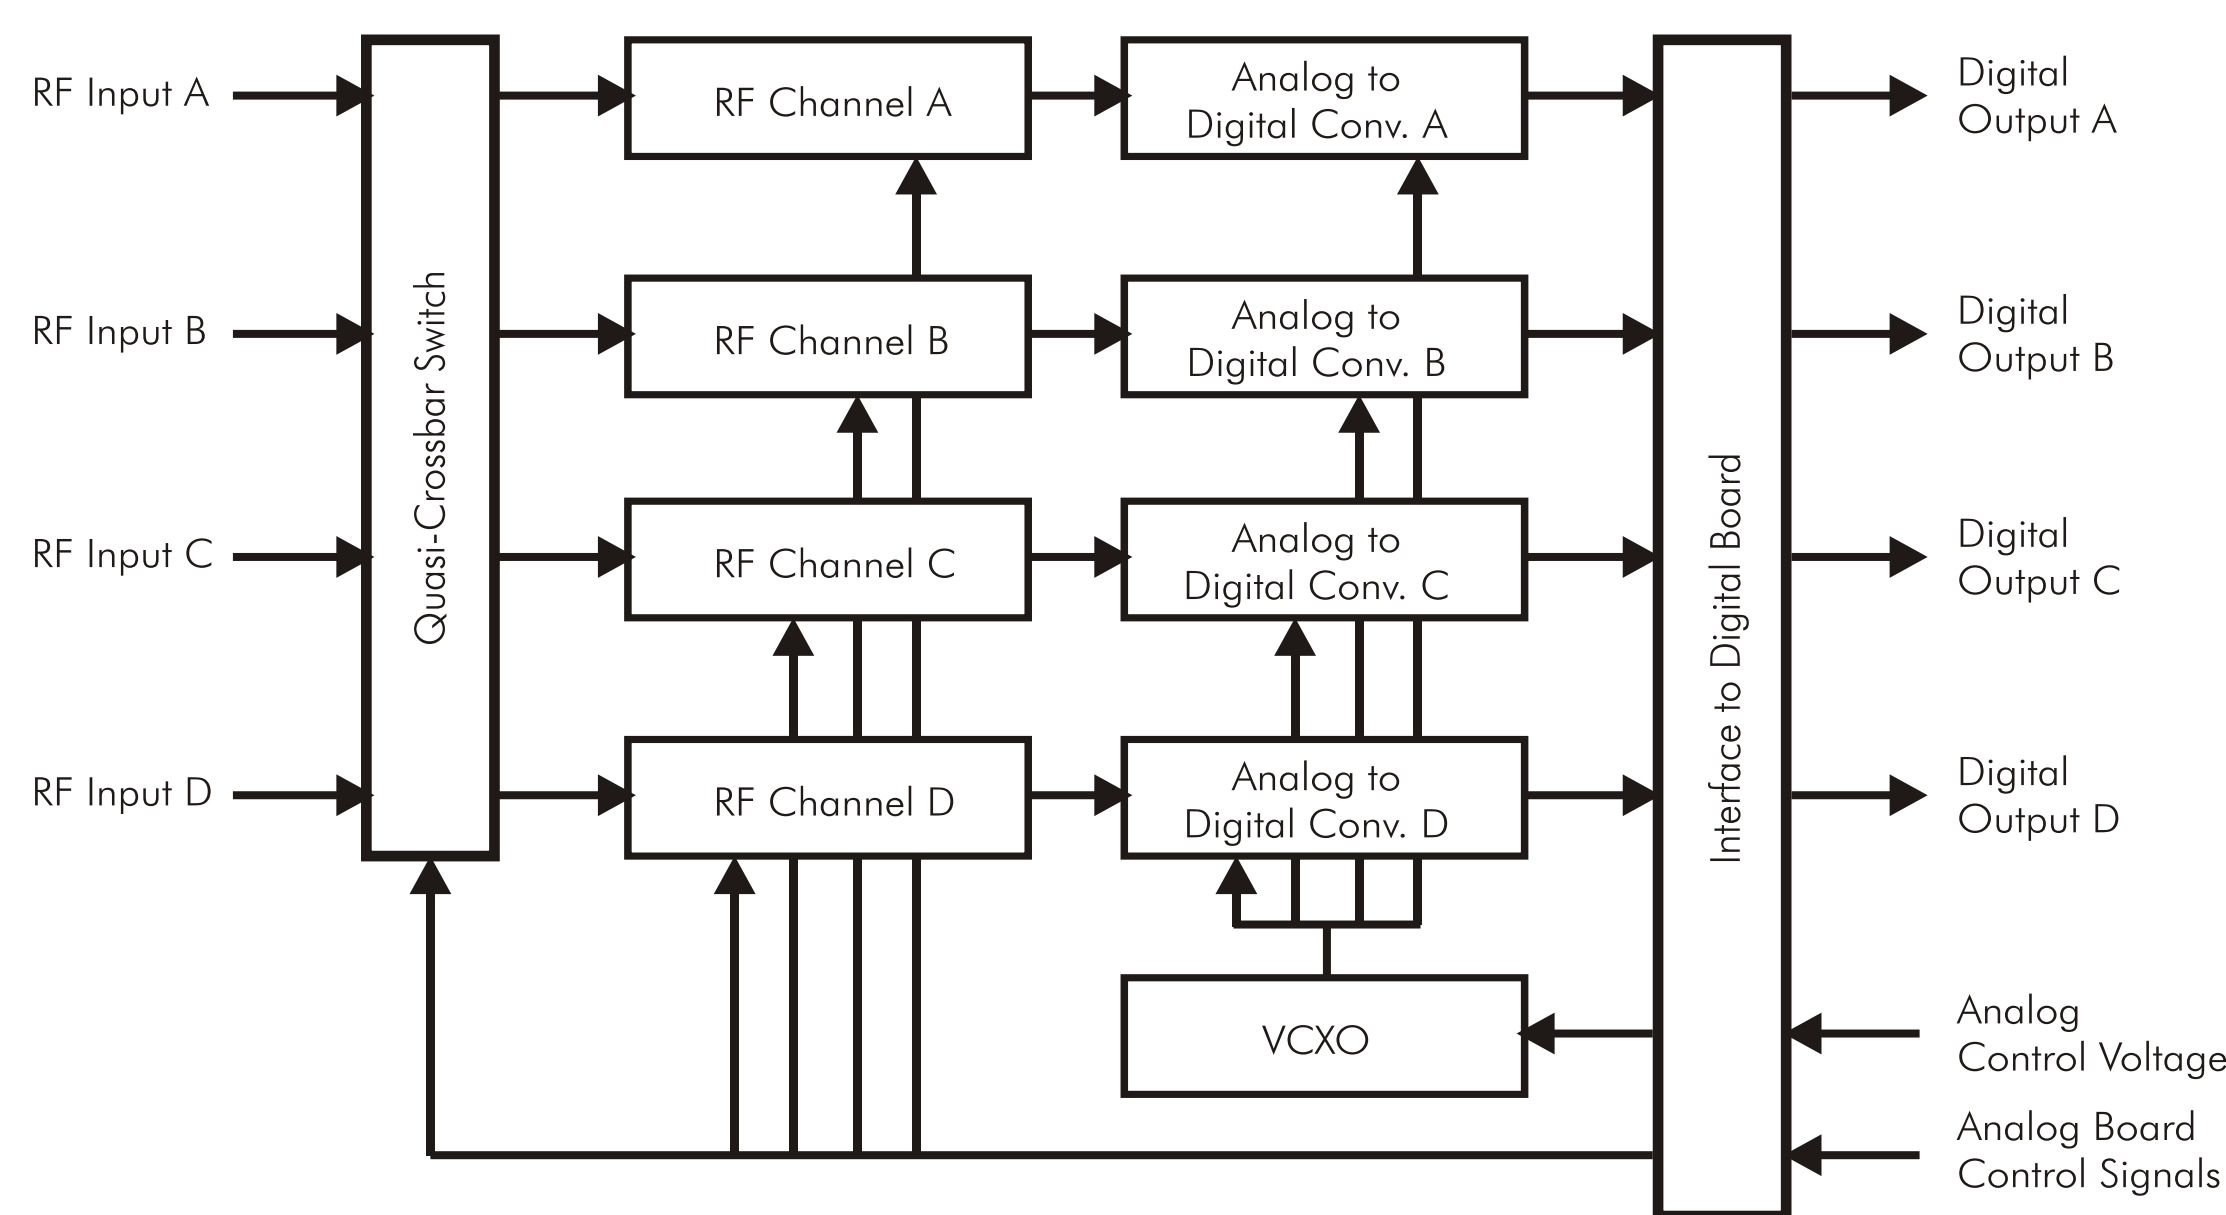 RF Input A
RF Channel A
Analog to
Digital Conv. A
Digital
Output A
RF Input B
RF Channel B
Analog to
Digital Conv. B
Digital
Output B
Quasi-Crossbar Switch
RF Input C
RF Channel C
Analog to
Digital Conv. C
Digital
Output C
Interface to Digital Board
RF Input D
RF Channel D
Analog to
Digital Conv. D
Digital
Output D
VCXO
Analog
Control Voltage
Analog Board
Control Signals